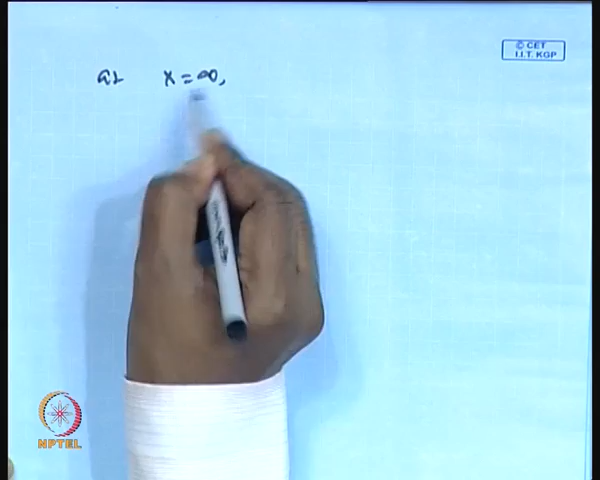 © CET
I.I.T. KGP
at x = ∞,
NPTEL